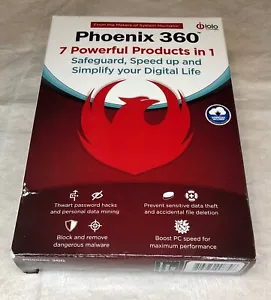 From the Makers of System Mechanic®
iolo
Phoenix 360™
7 Powerful Products in 1
Safeguard, Speed up and
Simplify your Digital Life
Thwart password hacks
and personal data mining
Prevent sensitive data theft
and accidental file deletion
Block and remove
dangerous malware
Boost PC speed for
maximum performance
Phoenix 360